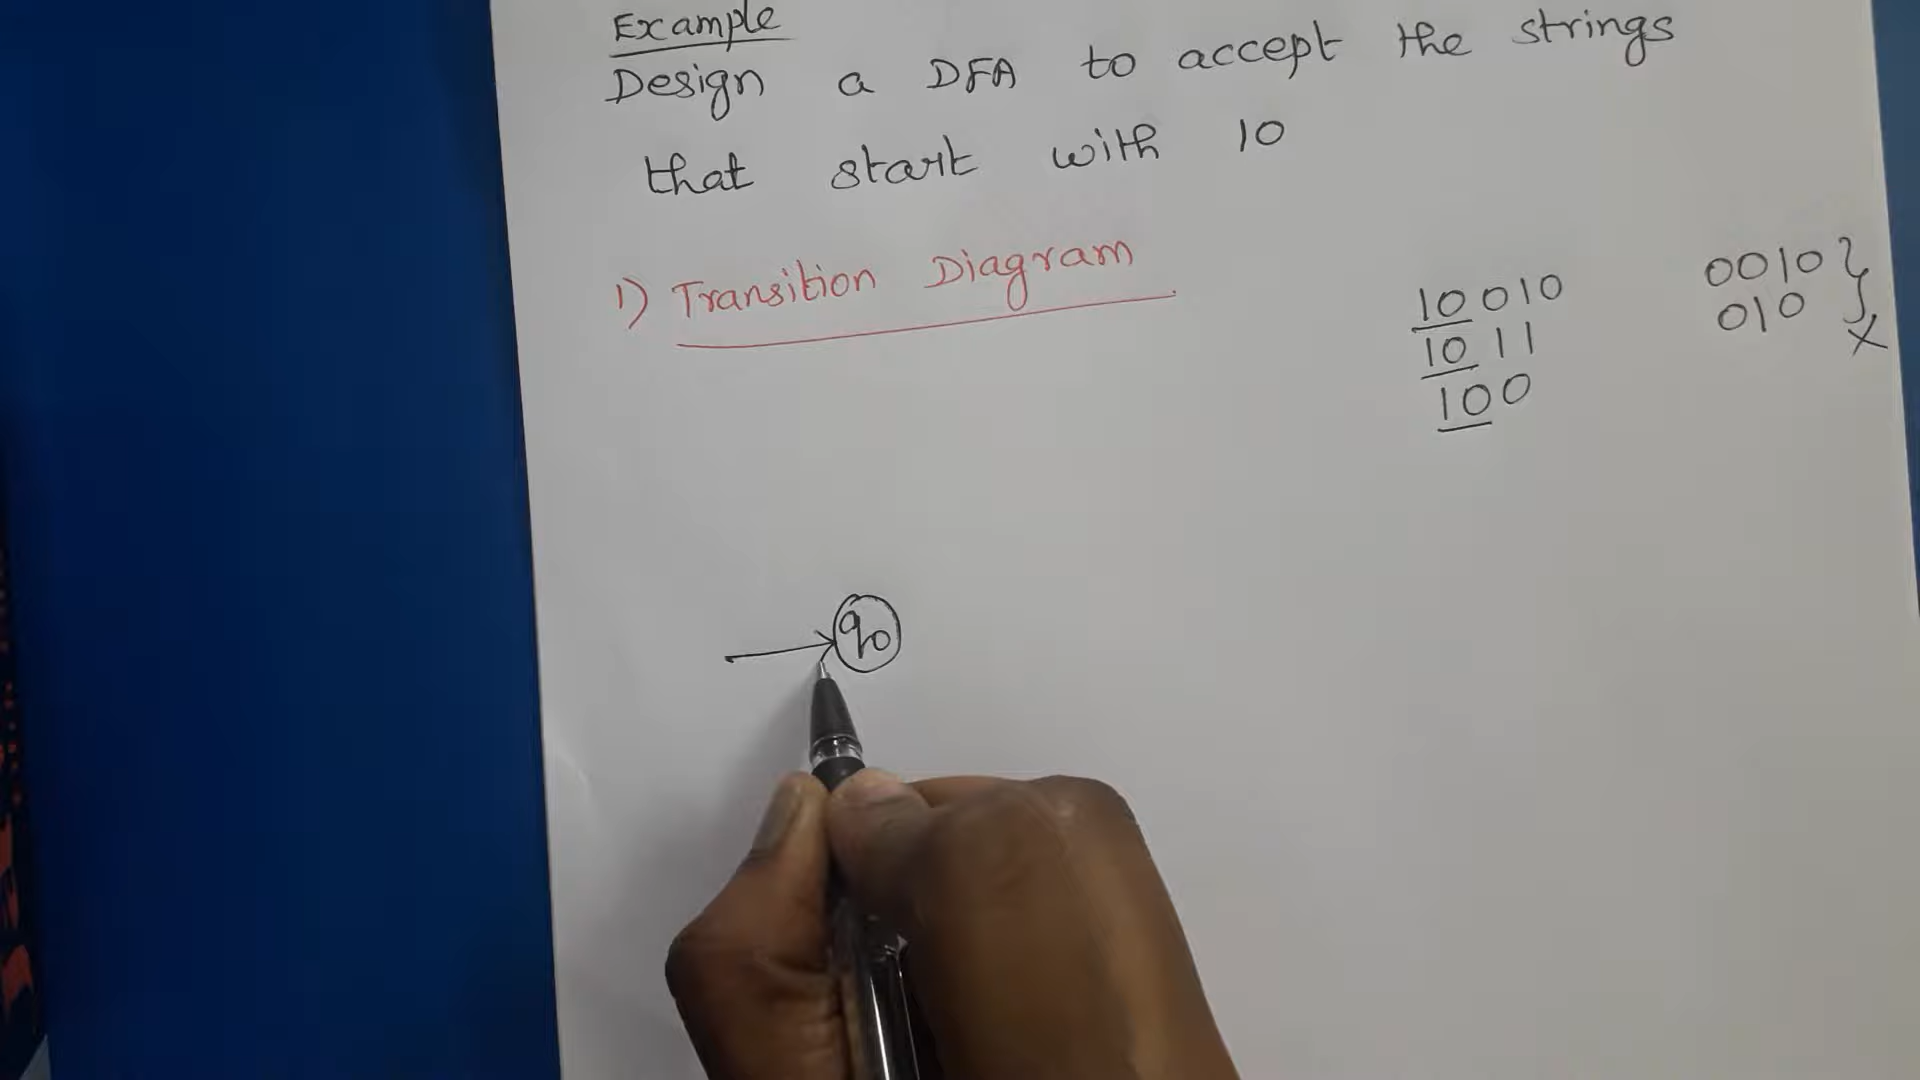 Example
Design a DFA to accept the strings
that start with 10
1) Transition Diagram
10010
1011
100
0010
010
X
q0